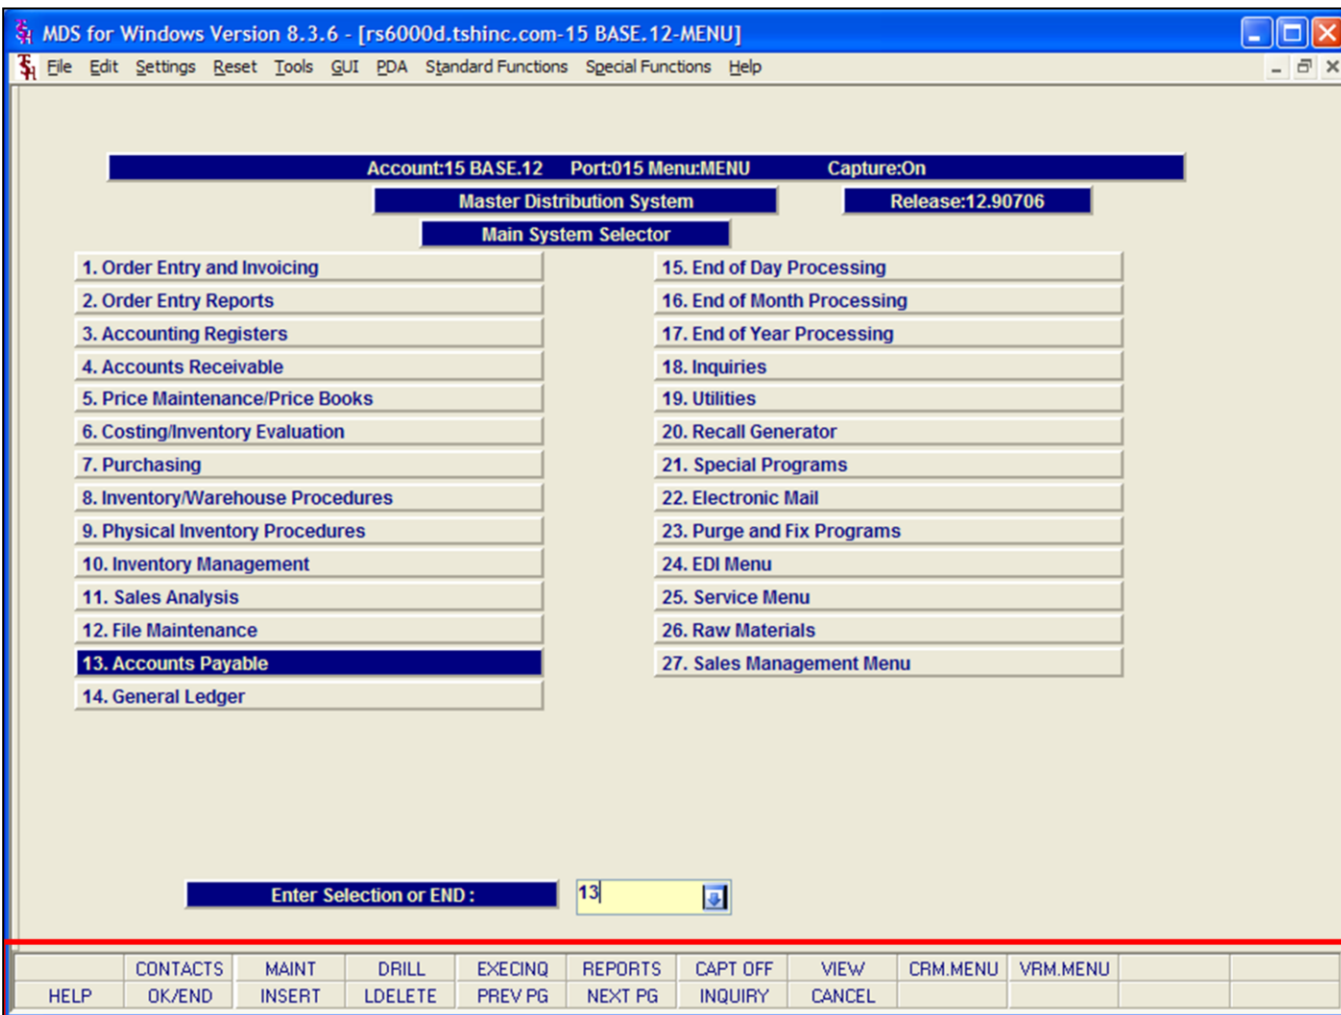 MDS for Windows Version 8.3.6 - [rs6000d.tshinc.com-15 BASE.12-MENU]
File Edit Settings Reset Tools GUI PDA Standard Functions Special Functions Help
Account:15 BASE.12 Port:015 Menu:MENU Capture:On
Master Distribution System Release:12.90706
Main System Selector
1. Order Entry and Invoicing
2. Order Entry Reports
3. Accounting Registers
4. Accounts Receivable
5. Price Maintenance/Price Books
6. Costing/Inventory Evaluation
7. Purchasing
8. Inventory/Warehouse Procedures
9. Physical Inventory Procedures
10. Inventory Management
11. Sales Analysis
12. File Maintenance
13. Accounts Payable
14. General Ledger
15. End of Day Processing
16. End of Month Processing
17. End of Year Processing
18. Inquiries
19. Utilities
20. Recall Generator
21. Special Programs
22. Electronic Mail
23. Purge and Fix Programs
24. EDI Menu
25. Service Menu
26. Raw Materials
27. Sales Management Menu
Enter Selection or END : 13
CONTACTS MAINT DRILL EXECINQ REPORTS CAPT OFF VIEW CRM.MENU VRM.MENU
HELP OK/END INSERT LDELETE PREV PG NEXT PG INQUIRY CANCEL